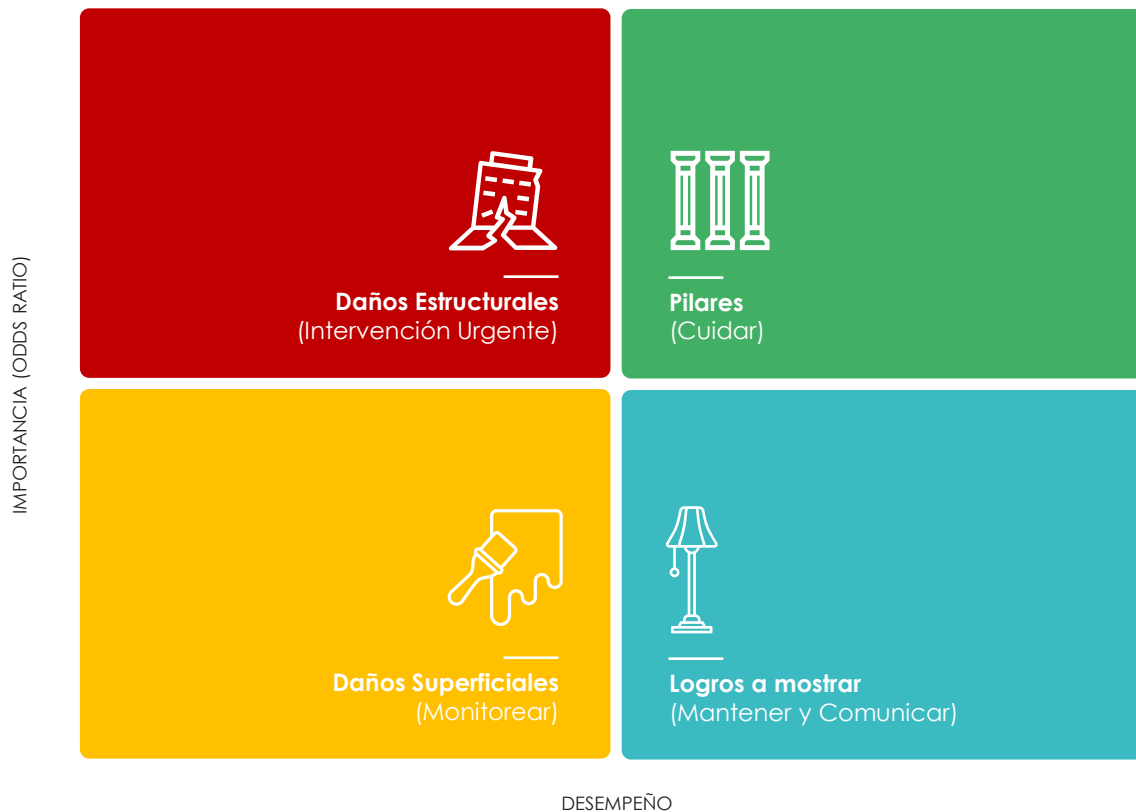 IMPORTANCIA (ODDS RATIO)
Daños Estructurales
(Intervención Urgente)
Pilares
(Cuidar)
Daños Superficiales
(Monitorear)
Logros a mostrar
(Mantener y Comunicar)
DESEMPEÑO